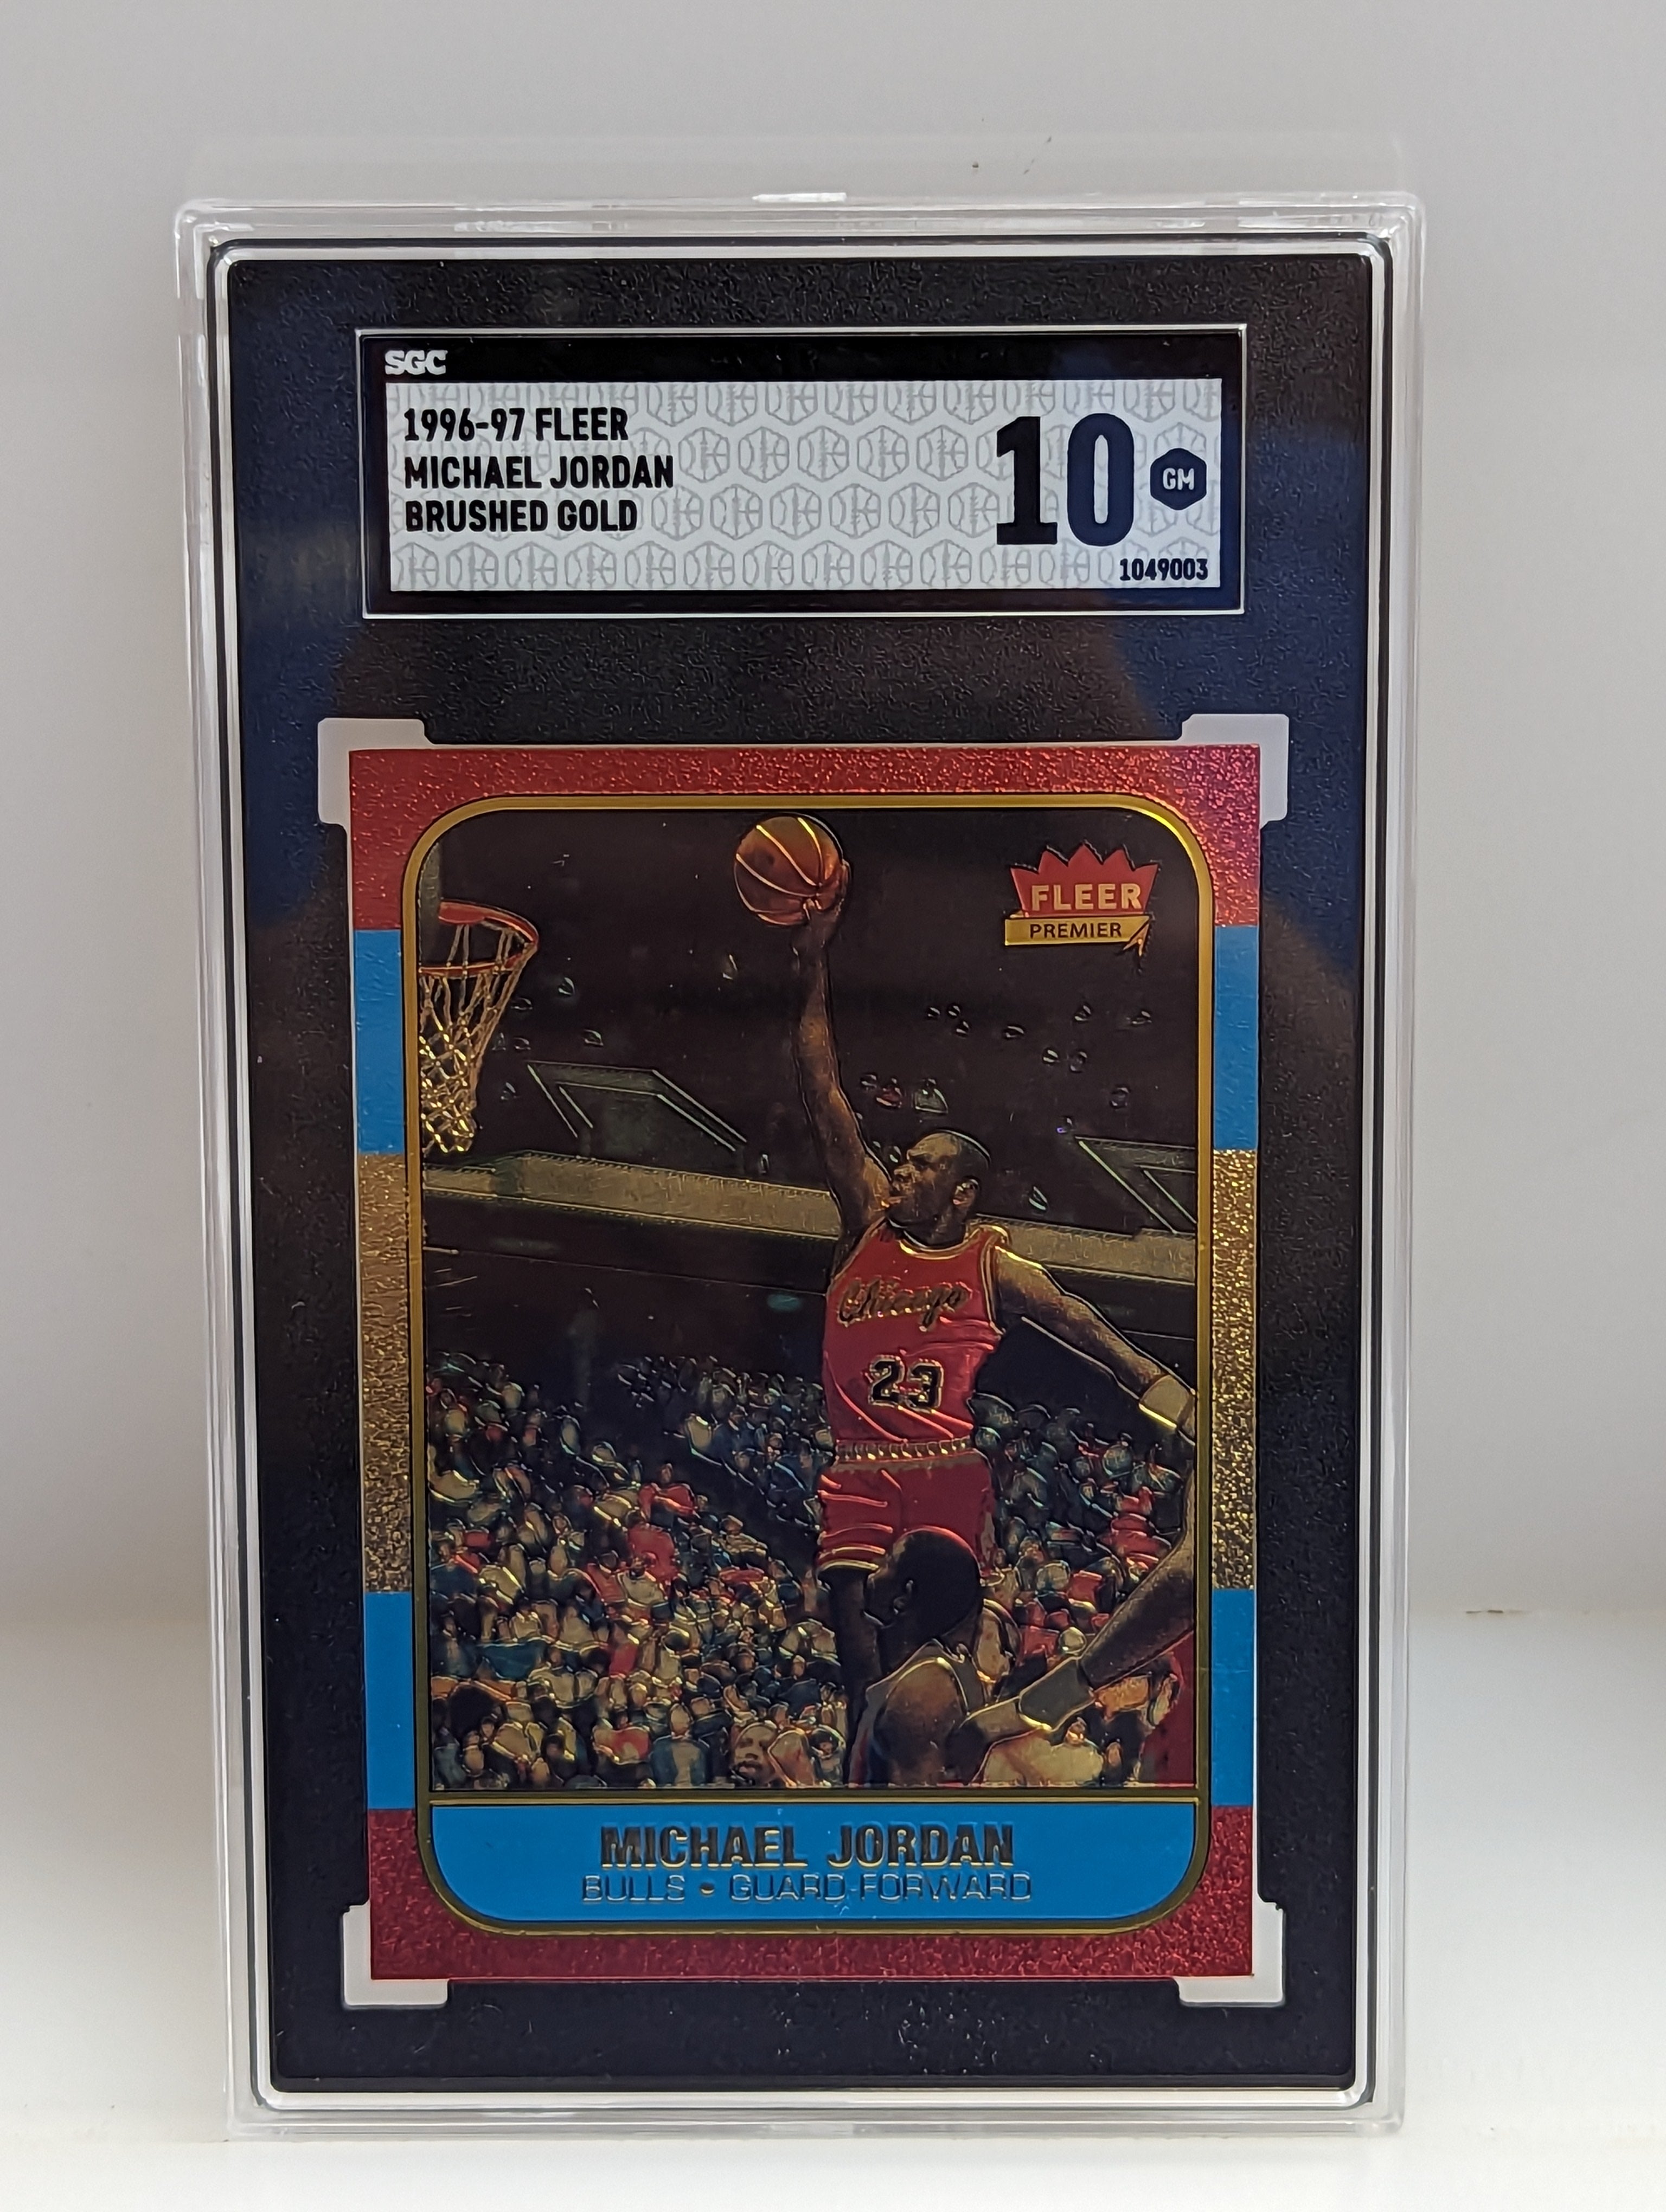 SGC
1996-97 FLEER
MICHAEL JORDAN
BRUSHED GOLD
10 GM
1049003
FLEER
PREMIER
Chicago
23
MICHAEL JORDAN
BULLS • GUARD-FORWARD